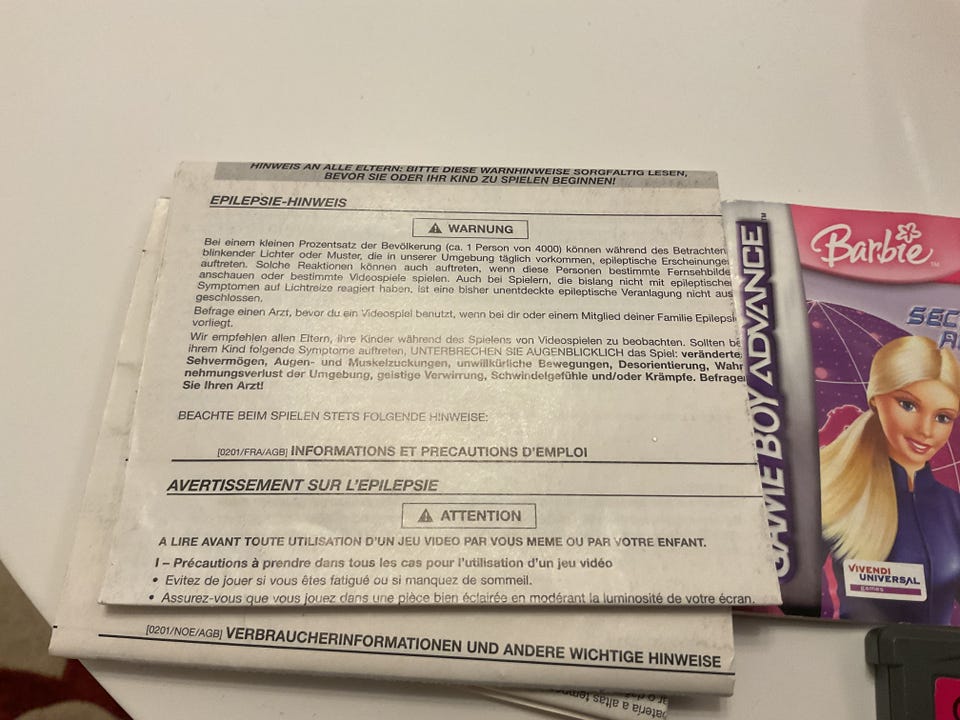 HINWEIS AN ALLE ELTERN: BITTE DIESE WARNHINWEISE SORGFÄLTIG LESEN,
BEVOR SIE ODER IHR KIND ZU SPIELEN BEGINNEN!
EPILEPSIE-HINWEIS
WARNUNG
Bei einem kleinen Prozentsatz der Bevölkerung (ca. 1 Person von 4000) können während des Betrachten
blinkender Lichter oder Muster, die in unserer Umgebung täglich vorkommen, epileptische Erscheinungen
auftreten. Solche Reaktionen können auch auftreten, wenn diese Personen bestimmte Fernsehbilde
anschauen oder bestimmte Videospiele spielen. Auch bei Spielern, die bislang nicht mit epileptischen
Symptomen auf Lichtreize reagiert haben, ist eine bisher unentdeckte epileptische Veranlagung nicht aus
geschlossen.
Befrage einen Arzt, bevor du ein Videospiel benutzt, wenn bei dir oder einem Mitglied deiner Familie Epilepsi
vorliegt.
Wir empfehlen allen Eltern, ihre Kinder während des Spielens von Videospielen zu beobachten. Sollten be
ihrem Kind folgende Symptome auftreten, UNTERBRECHEN SIE AUGENBLICKLICH das Spiel: veränderte
Sehvermögen, Augen- und Muskelzuckungen, unwillkürliche Bewegungen, Desorientierung, Wahr
nehmungsverlust der Umgebung, geistige Verwirrung, Schwindelgefühle und/oder Krämpfe. Befragen
Sie Ihren Arzt!
BEACHTE BEIM SPIELEN STETS FOLGENDE HINWEISE:
[0201/FRA/AGB] INFORMATIONS ET PRECAUTIONS D'EMPLOI
AVERTISSEMENT SUR L'EPILEPSIE
ATTENTION
A LIRE AVANT TOUTE UTILISATION D'UN JEU VIDEO PAR VOUS MEME OU PAR VOTRE ENFANT.
I – Précautions à prendre dans tous les cas pour l'utilisation d'un jeu vidéo
• Evitez de jouer si vous êtes fatigué ou si manquez de sommeil.
• Assurez-vous que vous jouez dans une pièce bien éclairée en modérant la luminosité de votre écran.
[0201/NOE/AGB] VERBRAUCHERINFORMATIONEN UND ANDERE WICHTIGE HINWEISE
GAME BOY ADVANCE™
Barbie™
SEC
A
VIVENDI
UNIVERSAL
games